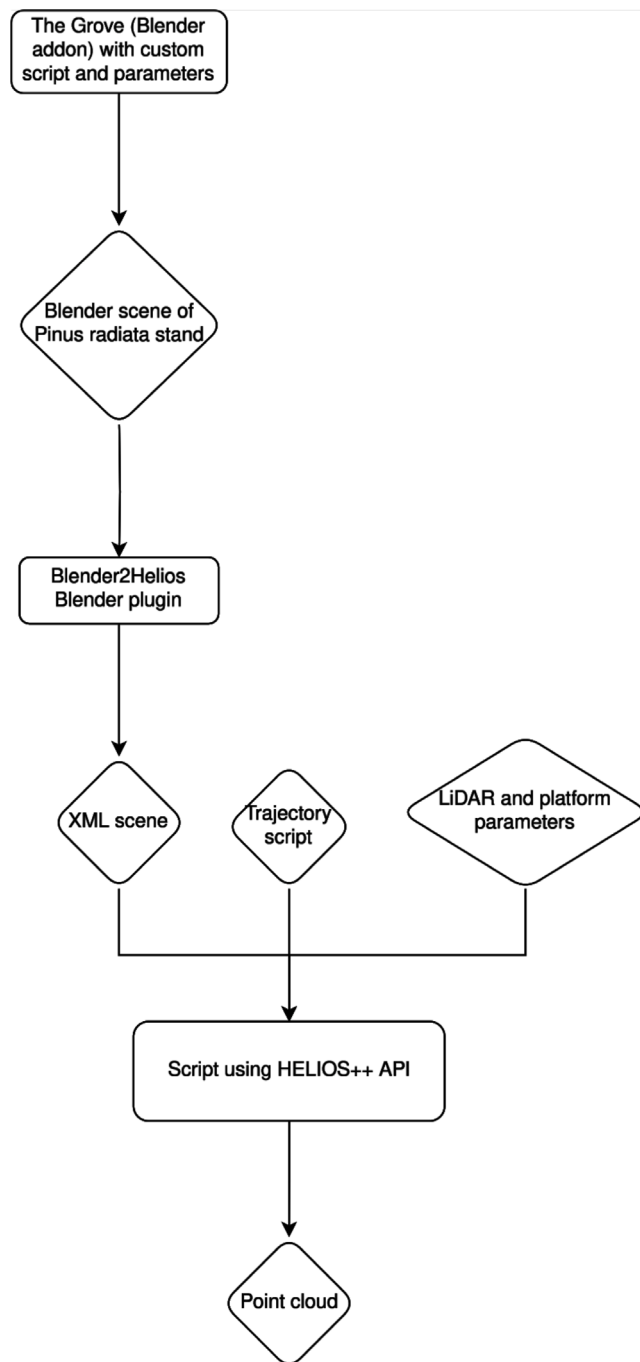 The Grove (Blender
addon) with custom
script and parameters
Blender scene of
Pinus radiata stand
Blender2Helios
Blender plugin
XML scene
Trajectory
script
LiDAR and platform
parameters
Script using HELIOS++ API
Point cloud